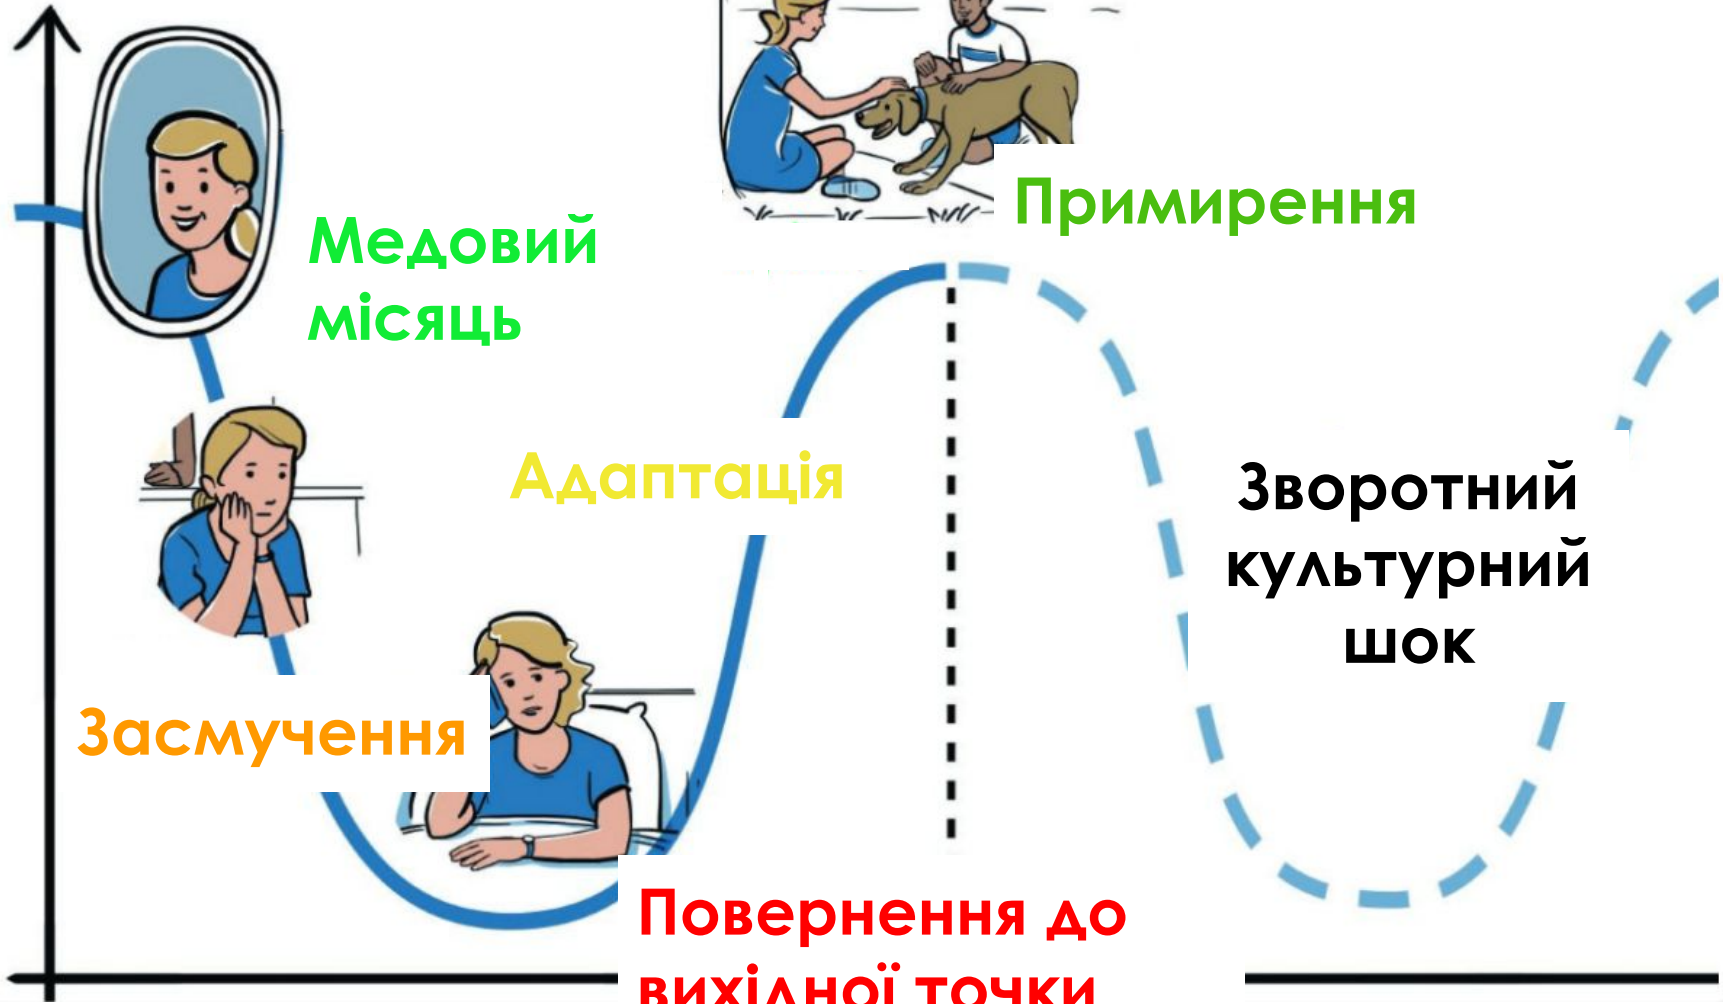 Примирення
Медовий
місяць
Адаптація
Зворотний
культурний
шок
Засмучення
Повернення до
вихідної точки